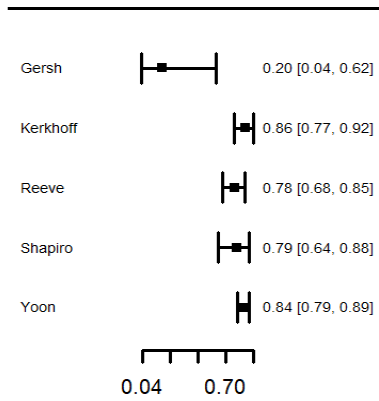 Gersh 0.20 [0.04, 0.62]
Kerkhoff 0.86 [0.77, 0.92]
Reeve 0.78 [0.68, 0.85]
Shapiro 0.79 [0.64, 0.88]
Yoon 0.84 [0.79, 0.89]
0.04 0.70